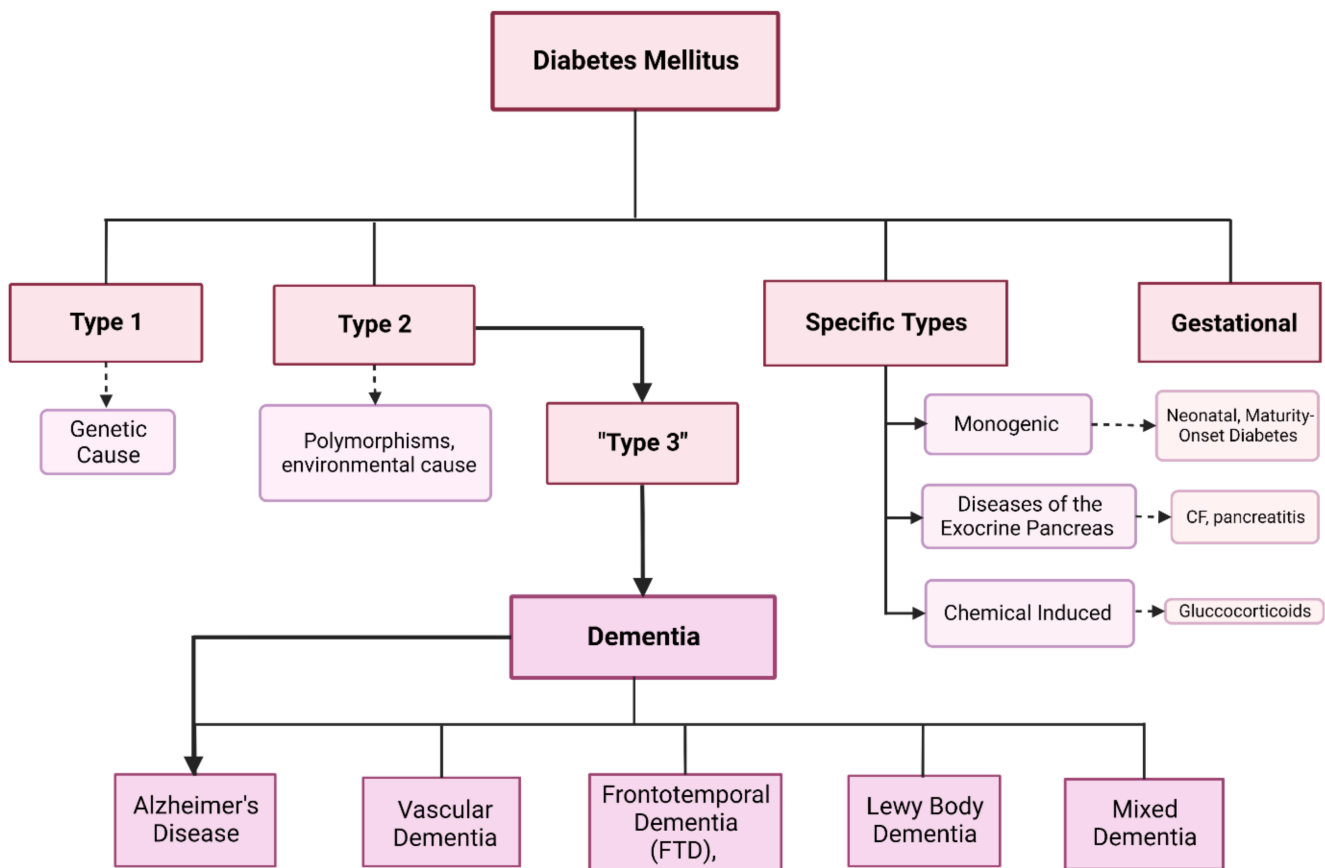 Diabetes Mellitus
Type 1
Type 2
Specific Types
Gestational
Genetic
Cause
Polymorphisms,
environmental cause
"Type 3"
Monogenic
Neonatal, Maturity-
Onset Diabetes
Diseases of the
Exocrine Pancreas
CF, pancreatitis
Chemical Induced
Gluccocorticoids
Dementia
Alzheimer's
Disease
Vascular
Dementia
Frontotemporal
Dementia
(FTD),
Lewy Body
Dementia
Mixed
Dementia